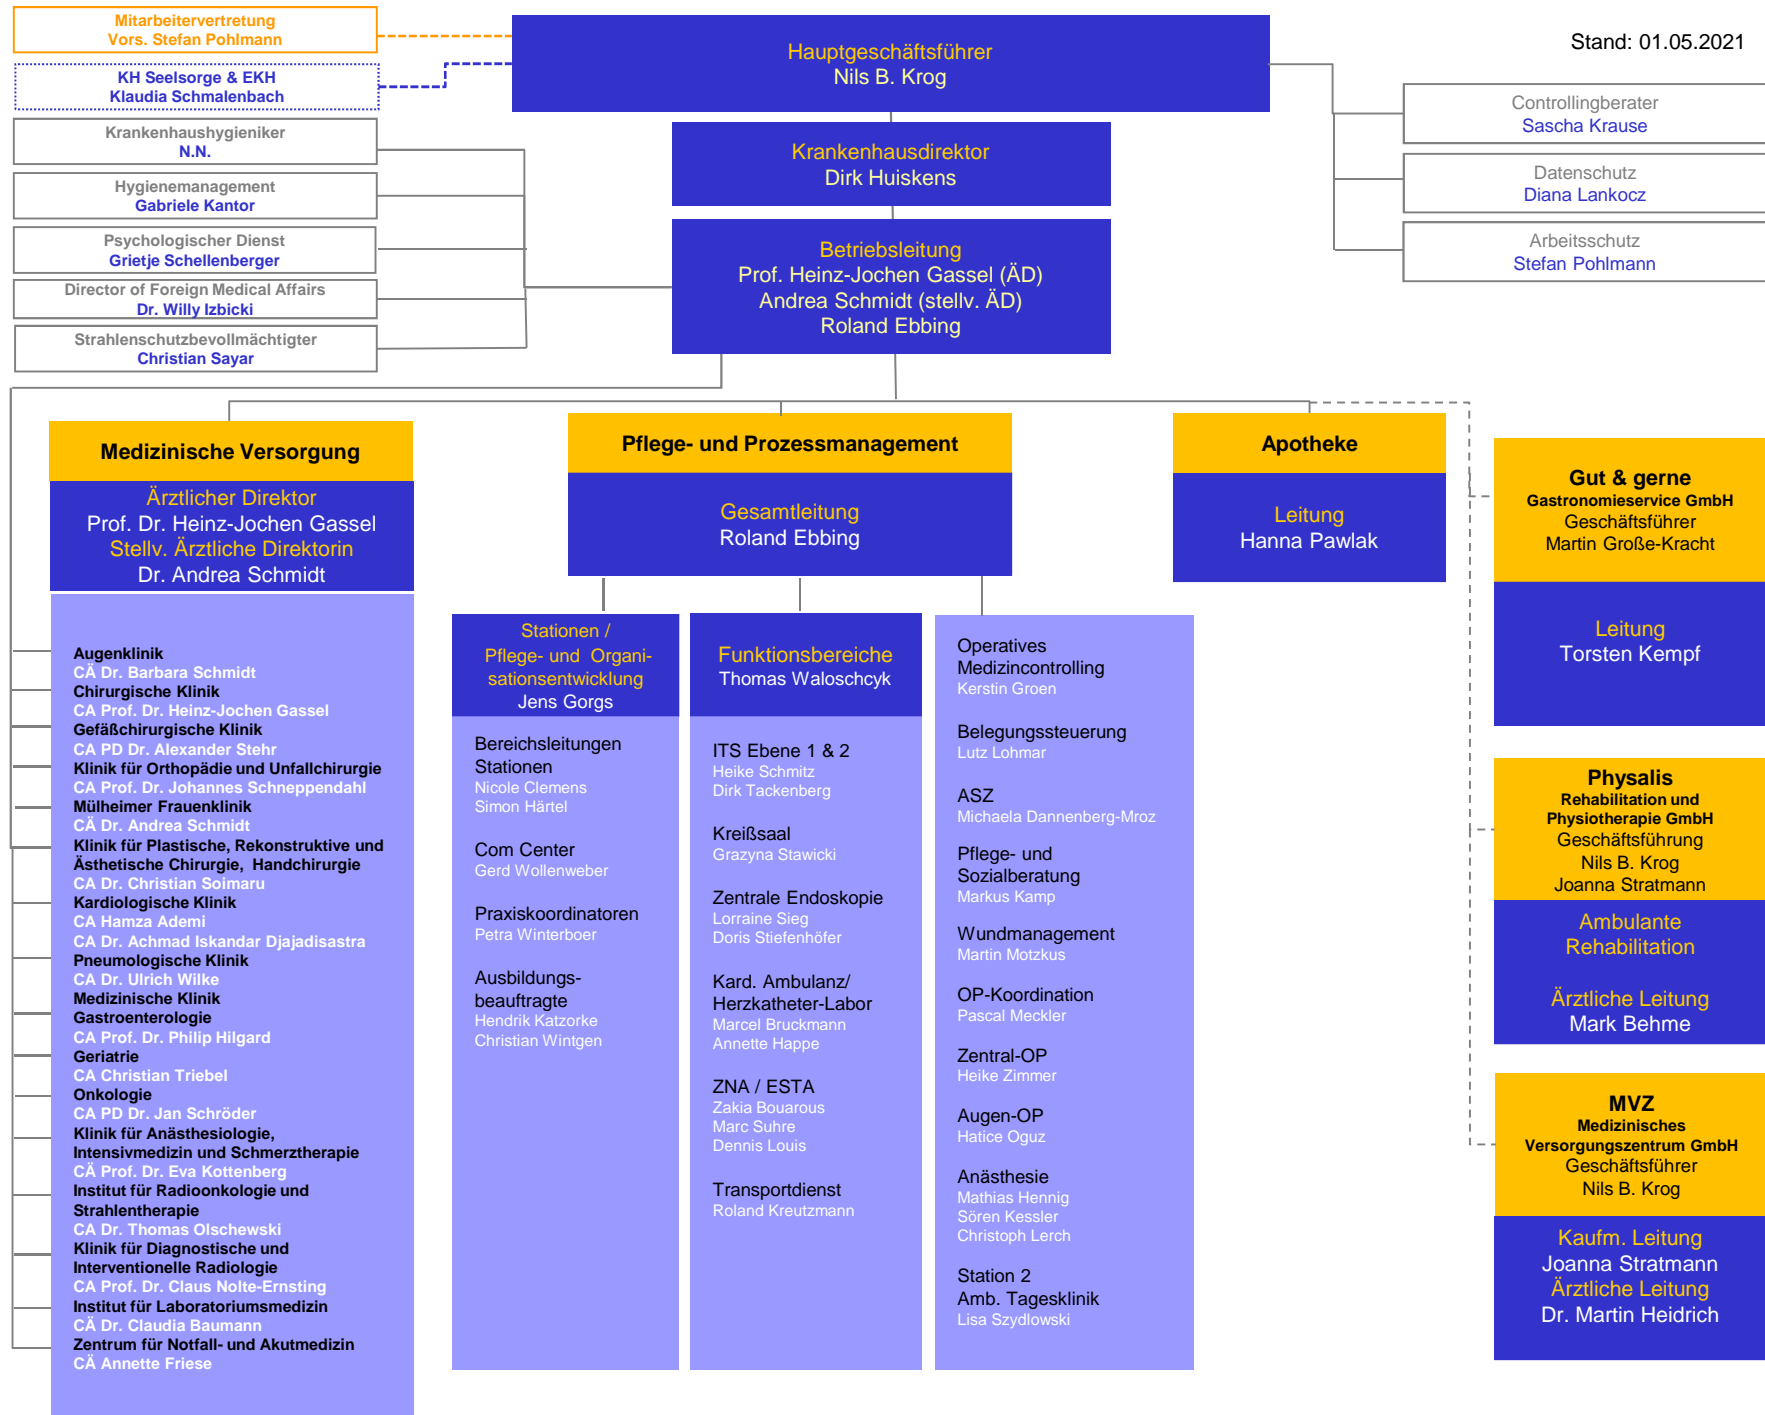 Mitarbeitervertretung
Vors. Stefan Pohlmann
KH Seelsorge & EKH
Klaudia Schmalenbach
Krankenhaushygieniker
N.N.
Hygienemanagement
Gabriele Kantor
Psychologischer Dienst
Grietje Schellenberger
Director of Foreign Medical Affairs
Dr. Willy Izbicki
Strahlenschutzbevollmächtigter
Christian Sayar
Hauptgeschäftsführer
Nils B. Krog
Krankenhausdirektor
Dirk Huiskens
Betriebsleitung
Prof. Heinz-Jochen Gassel (ÄD)
Andrea Schmidt (stellv. ÄD)
Roland Ebbing
Stand: 01.05.2021
Controllingberater
Sascha Krause
Datenschutz
Diana Lankocz
Arbeitsschutz
Stefan Pohlmann
Medizinische Versorgung
Ärztlicher Direktor
Prof. Dr. Heinz-Jochen Gassel
Stellv. Ärztliche Direktorin
Dr. Andrea Schmidt
Augenklinik
CÄ Dr. Barbara Schmidt
Chirurgische Klinik
CA Prof. Dr. Heinz-Jochen Gassel
Gefäßchirurgische Klinik
CA PD Dr. Alexander Stehr
Klinik für Orthopädie und Unfallchirurgie
CA Prof. Dr. Johannes Schneppendahl
Mülheimer Frauenklinik
CÄ Dr. Andrea Schmidt
Klinik für Plastische, Rekonstruktive und
Ästhetische Chirurgie, Handchirurgie
CA Dr. Christian Soimaru
Kardiologische Klinik
CA Hamza Ademi
CA Dr. Achmad Iskandar Djajadisastra
Pneumologische Klinik
CA Dr. Ulrich Wilke
Medizinische Klinik
Gastroenterologie
CA Prof. Dr. Philip Hilgard
Geriatrie
CA Christian Triebel
Onkologie
CA PD Dr. Jan Schröder
Klinik für Anästhesiologie,
Intensivmedizin und Schmerztherapie
CÄ Prof. Dr. Eva Kottenberg
Institut für Radioonkologie und
Strahlentherapie
CA Dr. Thomas Olschewski
Klinik für Diagnostische und
Interventionelle Radiologie
CA Prof. Dr. Claus Nolte-Ernsting
Institut für Laboratoriumsmedizin
CÄ Dr. Claudia Baumann
Zentrum für Notfall- und Akutmedizin
CÄ Annette Friese
Pflege- und Prozessmanagement
Gesamtleitung
Roland Ebbing
Stationen /
Pflege- und Organi-
sationsentwicklung
Jens Gorgs
Bereichsleitungen
Stationen
Nicole Clemens
Simon Härtel
Com Center
Gerd Wollenweber
Praxiskoordinatoren
Petra Winterboer
Ausbildungs-
beauftragte
Hendrik Katzorke
Christian Wintgen
Funktionsbereiche
Thomas Waloschcyk
ITS Ebene 1 & 2
Heike Schmitz
Dirk Tackenberg
Kreißsaal
Grazyna Stawicki
Zentrale Endoskopie
Lorraine Sieg
Doris Stiefenhöfer
Kard. Ambulanz/
Herzkatheter-Labor
Marcel Bruckmann
Annette Happe
ZNA / ESTA
Zakia Bouarous
Marc Suhre
Dennis Louis
Transportdienst
Roland Kreutzmann
Operatives
Medizincontrolling
Kerstin Groen
Belegungssteuerung
Lutz Lohmar
ASZ
Michaela Dannenberg-Mroz
Pflege- und
Sozialberatung
Markus Kamp
Wundmanagement
Martin Motzkus
OP-Koordination
Pascal Meckler
Zentral-OP
Heike Zimmer
Augen-OP
Hatice Oguz
Anästhesie
Mathias Hennig
Sören Kessler
Christoph Lerch
Station 2
Amb. Tagesklinik
Lisa Szydlowski
Apotheke
Leitung
Hanna Pawlak
Gut & gerne
Gastronomieservice GmbH
Geschäftsführer
Martin Große-Kracht
Leitung
Torsten Kempf
Physalis
Rehabilitation und
Physiotherapie GmbH
Geschäftsführung
Nils B. Krog
Joanna Stratmann
Ambulante
Rehabilitation
Ärztliche Leitung
Mark Behme
MVZ
Medizinisches
Versorgungszentrum GmbH
Geschäftsführer
Nils B. Krog
Kaufm. Leitung
Joanna Stratmann
Ärztliche Leitung
Dr. Martin Heidrich